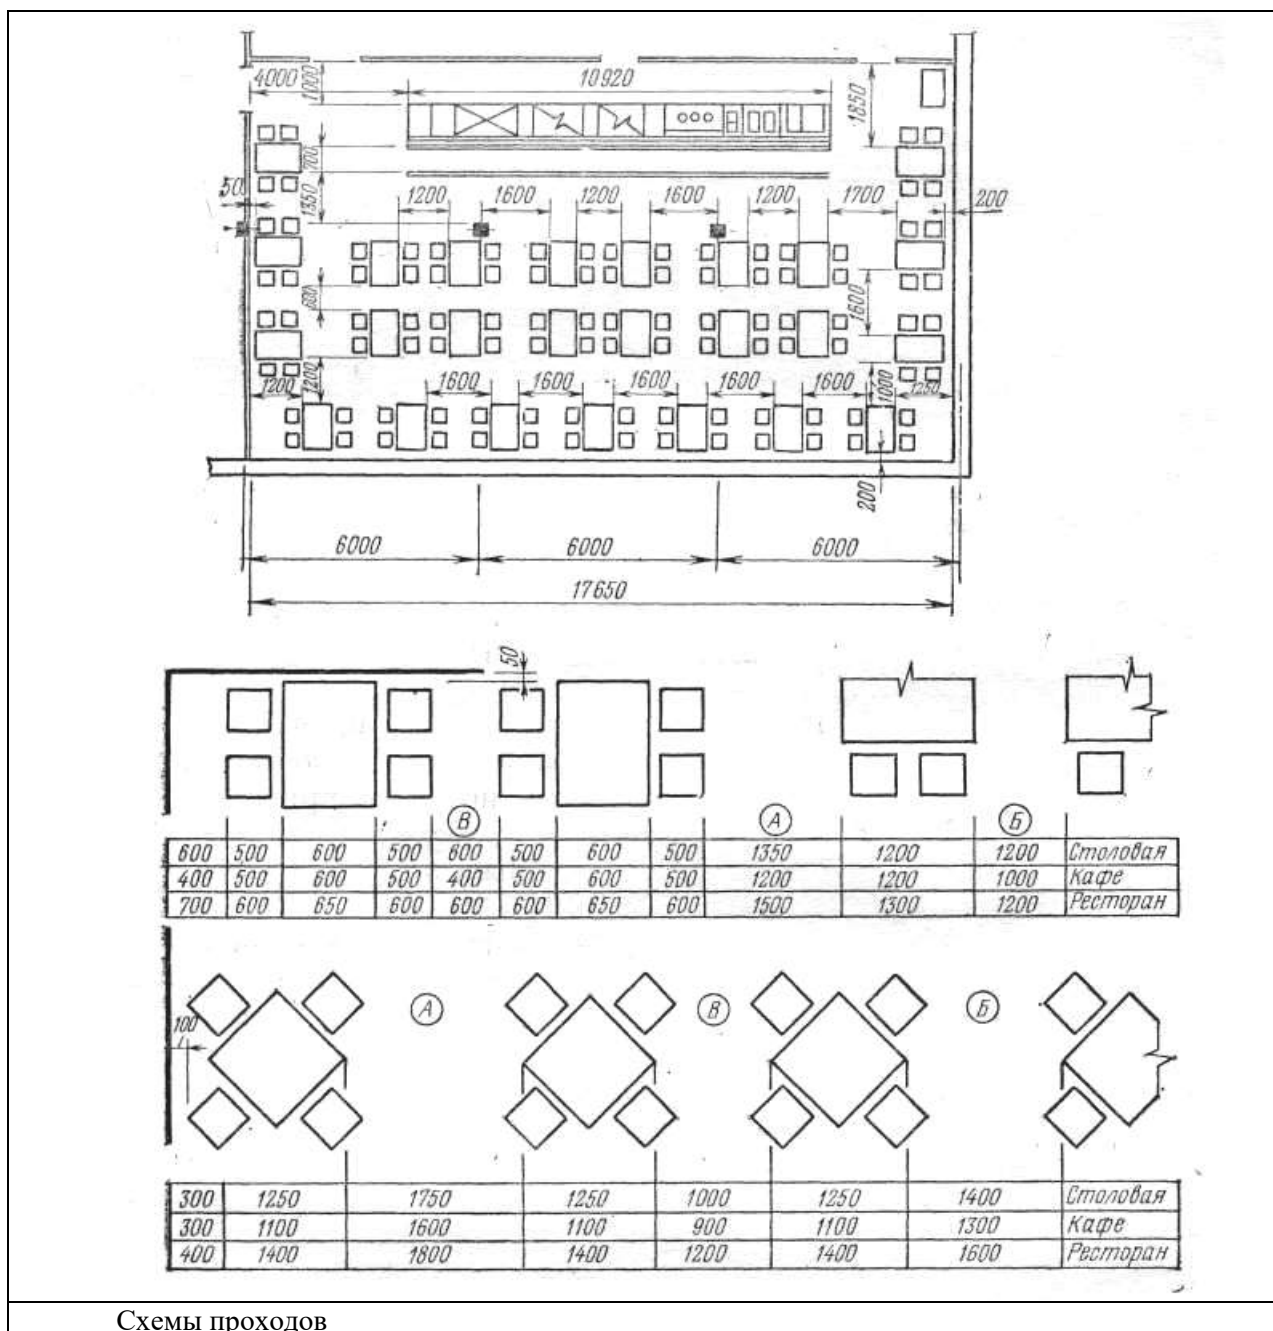 4000 1000 10920 1850
700
50 1350 1200 1600 1200 1600 1200 1700 200
600 1600
1200 1200 1600 1600 1600 1600 1600 1000 1250
200
6000 6000 6000
17650
50
В А Б
600 500 600 500 600 500 600 500 1350 1200 1200 Столовая
400 500 600 500 400 500 600 500 1200 1200 1000 Кафе
700 600 650 600 600 600 650 600 1500 1300 1200 Ресторан
А В Б
100
300 1250 1750 1250 1000 1250 1400 Столовая
300 1100 1600 1100 900 1100 1300 Кафе
400 1400 1800 1400 1200 1400 1600 Ресторан
Схемы проходов